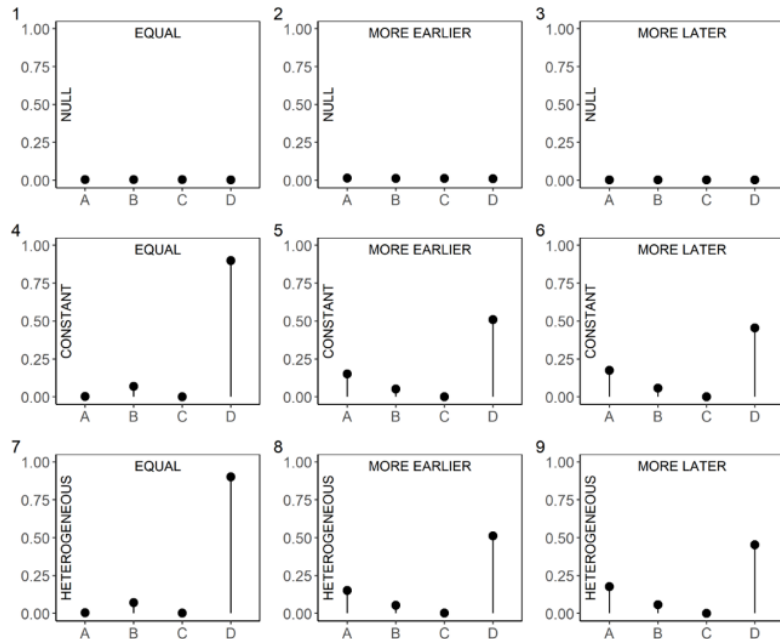 1
EQUAL
1.00
0.75
0.50
0.25
0.00
NULL
A B C D
2
MORE EARLIER
1.00
0.75
0.50
0.25
0.00
NULL
A B C D
3
MORE LATER
1.00
0.75
0.50
0.25
0.00
NULL
A B C D
4
EQUAL
1.00
0.75
0.50
0.25
0.00
CONSTANT
A B C D
5
MORE EARLIER
1.00
0.75
0.50
0.25
0.00
CONSTANT
A B C D
6
MORE LATER
1.00
0.75
0.50
0.25
0.00
CONSTANT
A B C D
7
EQUAL
1.00
0.75
0.50
0.25
0.00
HETEROGENEOUS
A B C D
8
MORE EARLIER
1.00
0.75
0.50
0.25
0.00
HETEROGENEOUS
A B C D
9
MORE LATER
1.00
0.75
0.50
0.25
0.00
HETEROGENEOUS
A B C D